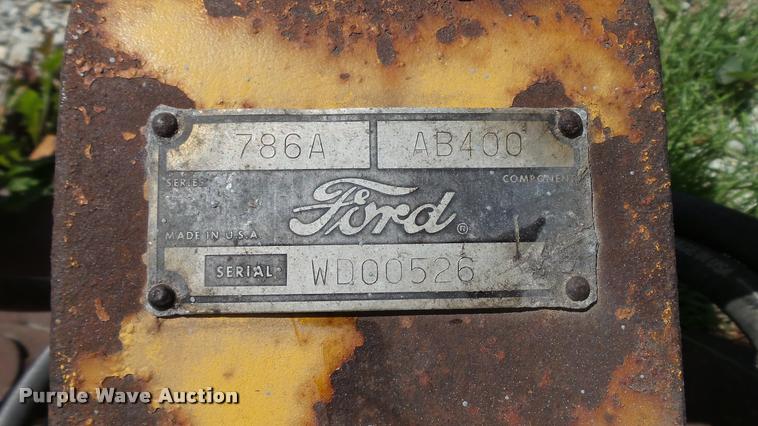 786A AB400
SERIES COMPONENT
Ford ®
MADE IN U.S.A.
SERIAL WD00526
Purple Wave Auction